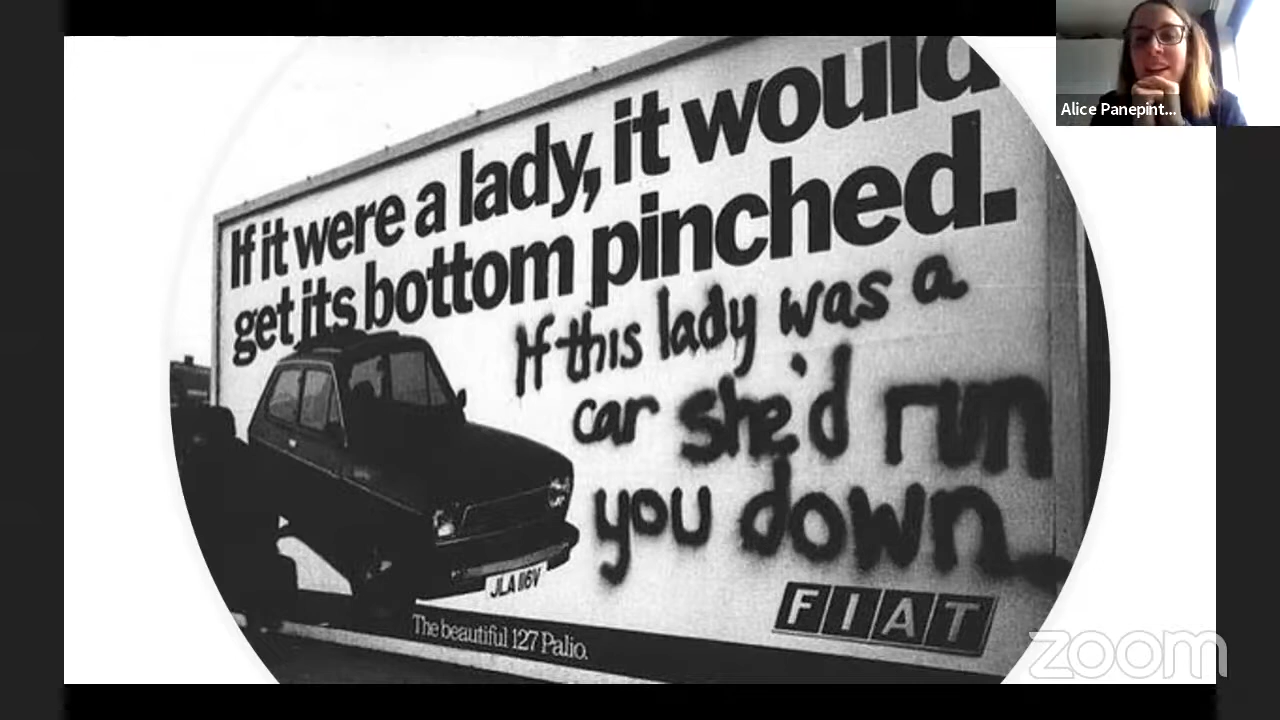 Alice Panepint...
If it were a lady, it would
get its bottom pinched.
If this lady was a
car she'd run
you down
JLA 116V
The beautiful 127 Palio.
FIAT
zoom